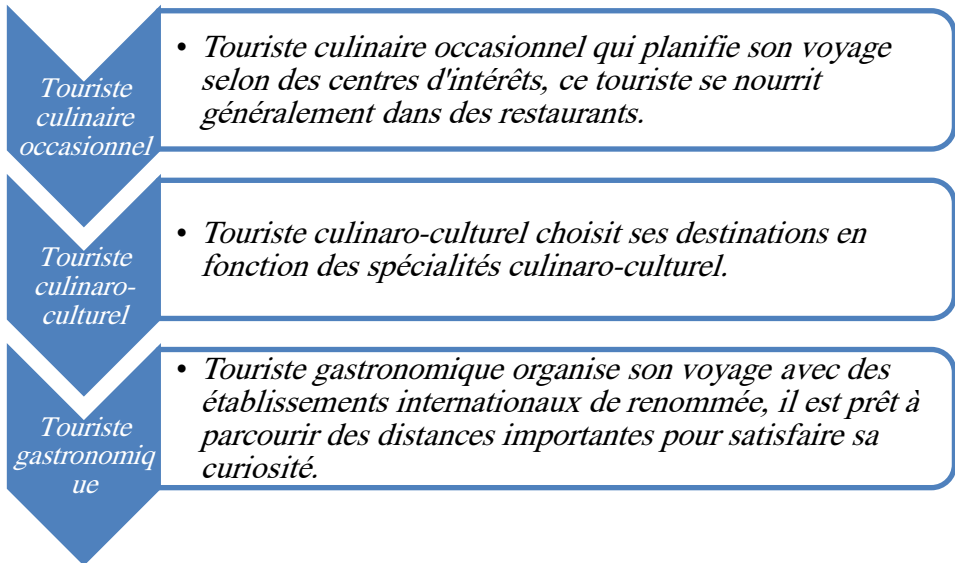 Touriste
culinaire
occasionnel
• Touriste culinaire occasionnel qui planifie son voyage
selon des centres d'intérêts, ce touriste se nourrit
généralement dans des restaurants.
Touriste
culinaro-
culturel
• Touriste culinaro-culturel choisit ses destinations en
fonction des spécialités culinaro-culturel.
Touriste
gastronomiq
ue
• Touriste gastronomique organise son voyage avec des
établissements internationaux de renommée, il est prêt à
parcourir des distances importantes pour satisfaire sa
curiosité.